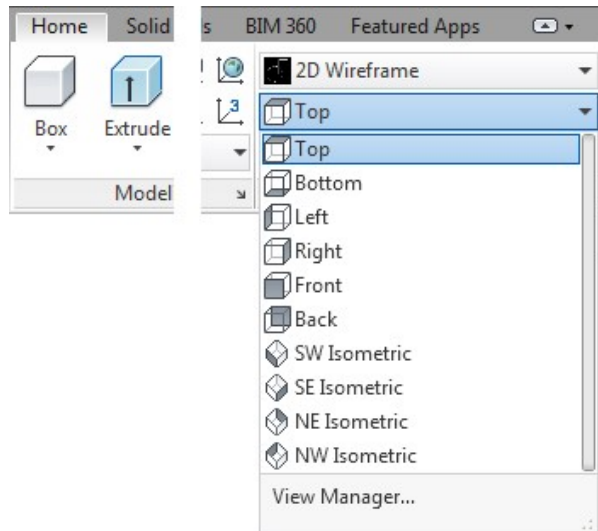 Home Solid s BIM 360 Featured Apps
2D Wireframe
3
Top
Box Extrude
Top
Model
Bottom
Left
Right
Front
Back
SW Isometric
SE Isometric
NE Isometric
NW Isometric
View Manager...